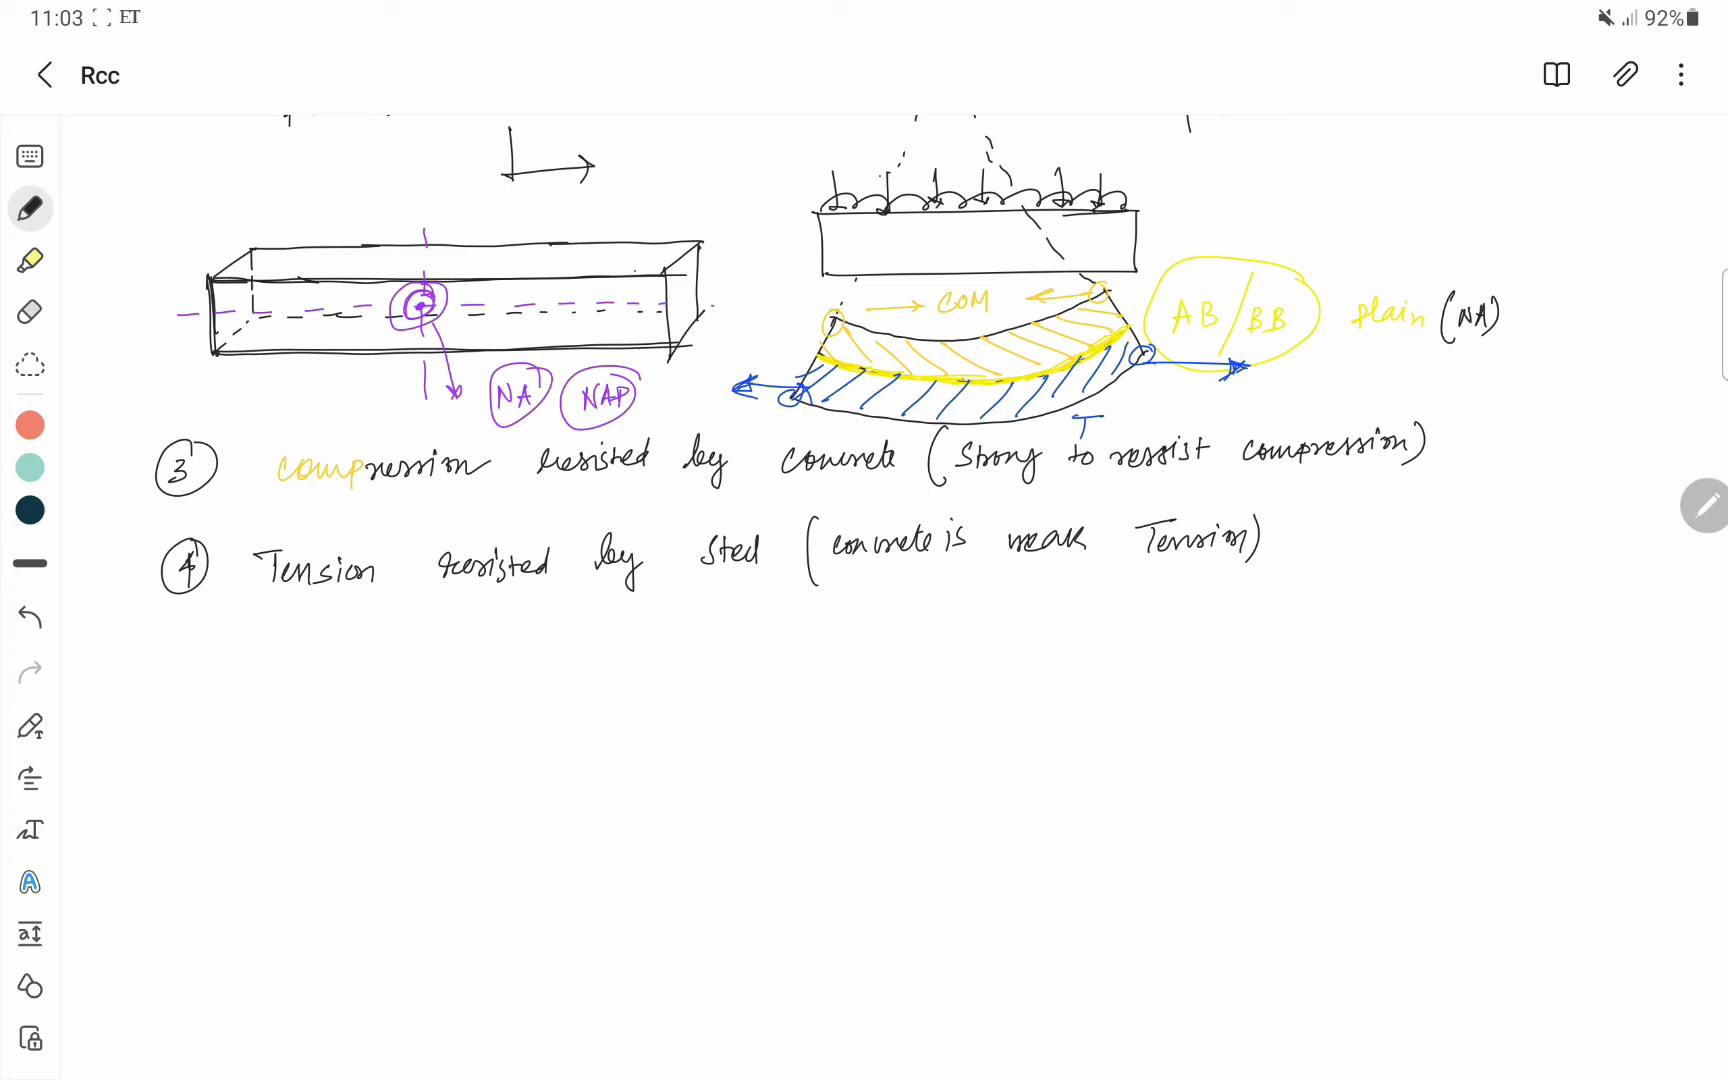 11:03 ET 92%
Rcc
COM
AB/BB plain (NA)
NA NAP
T
3 compression resisted by concrete (strong to ressist compression)
4 Tension resisted by steel (concrete is weak Tension)
T
A
a